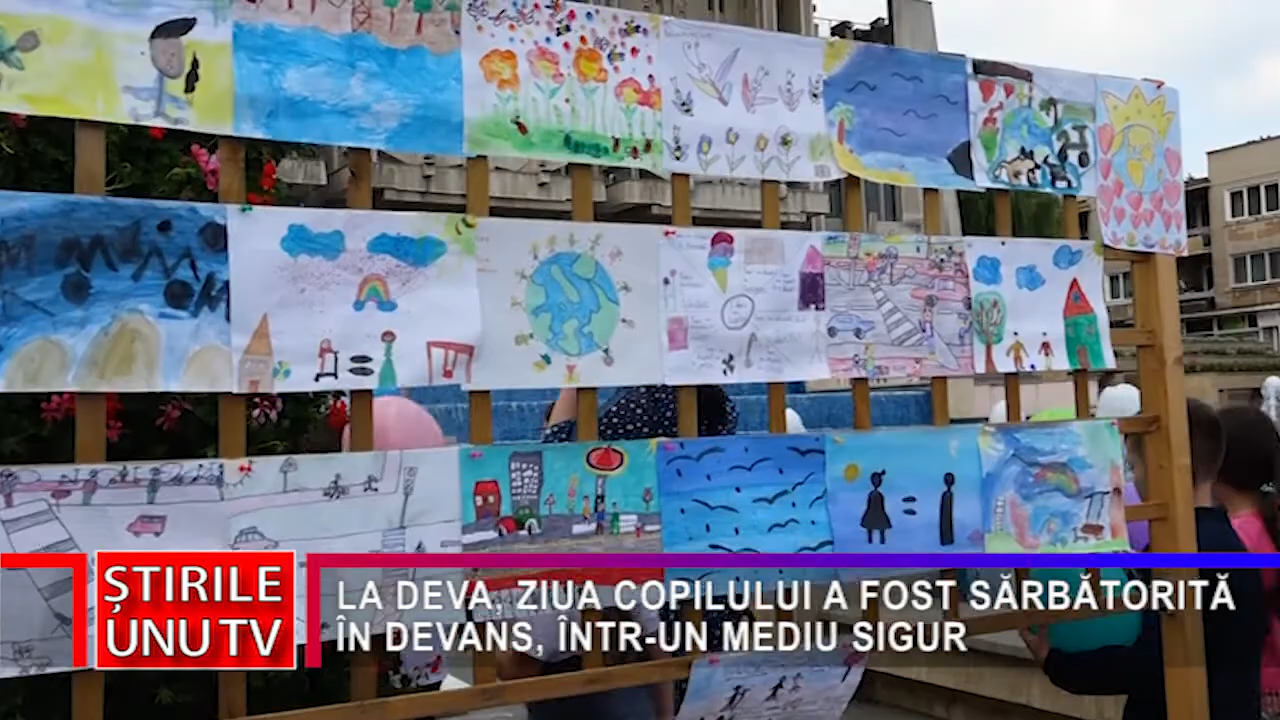 ȘTIRILE
UNU TV
LA DEVA, ZIUA COPILULUI A FOST SĂRBĂTORITĂ
ÎN DEVANS, ÎNTR-UN MEDIU SIGUR